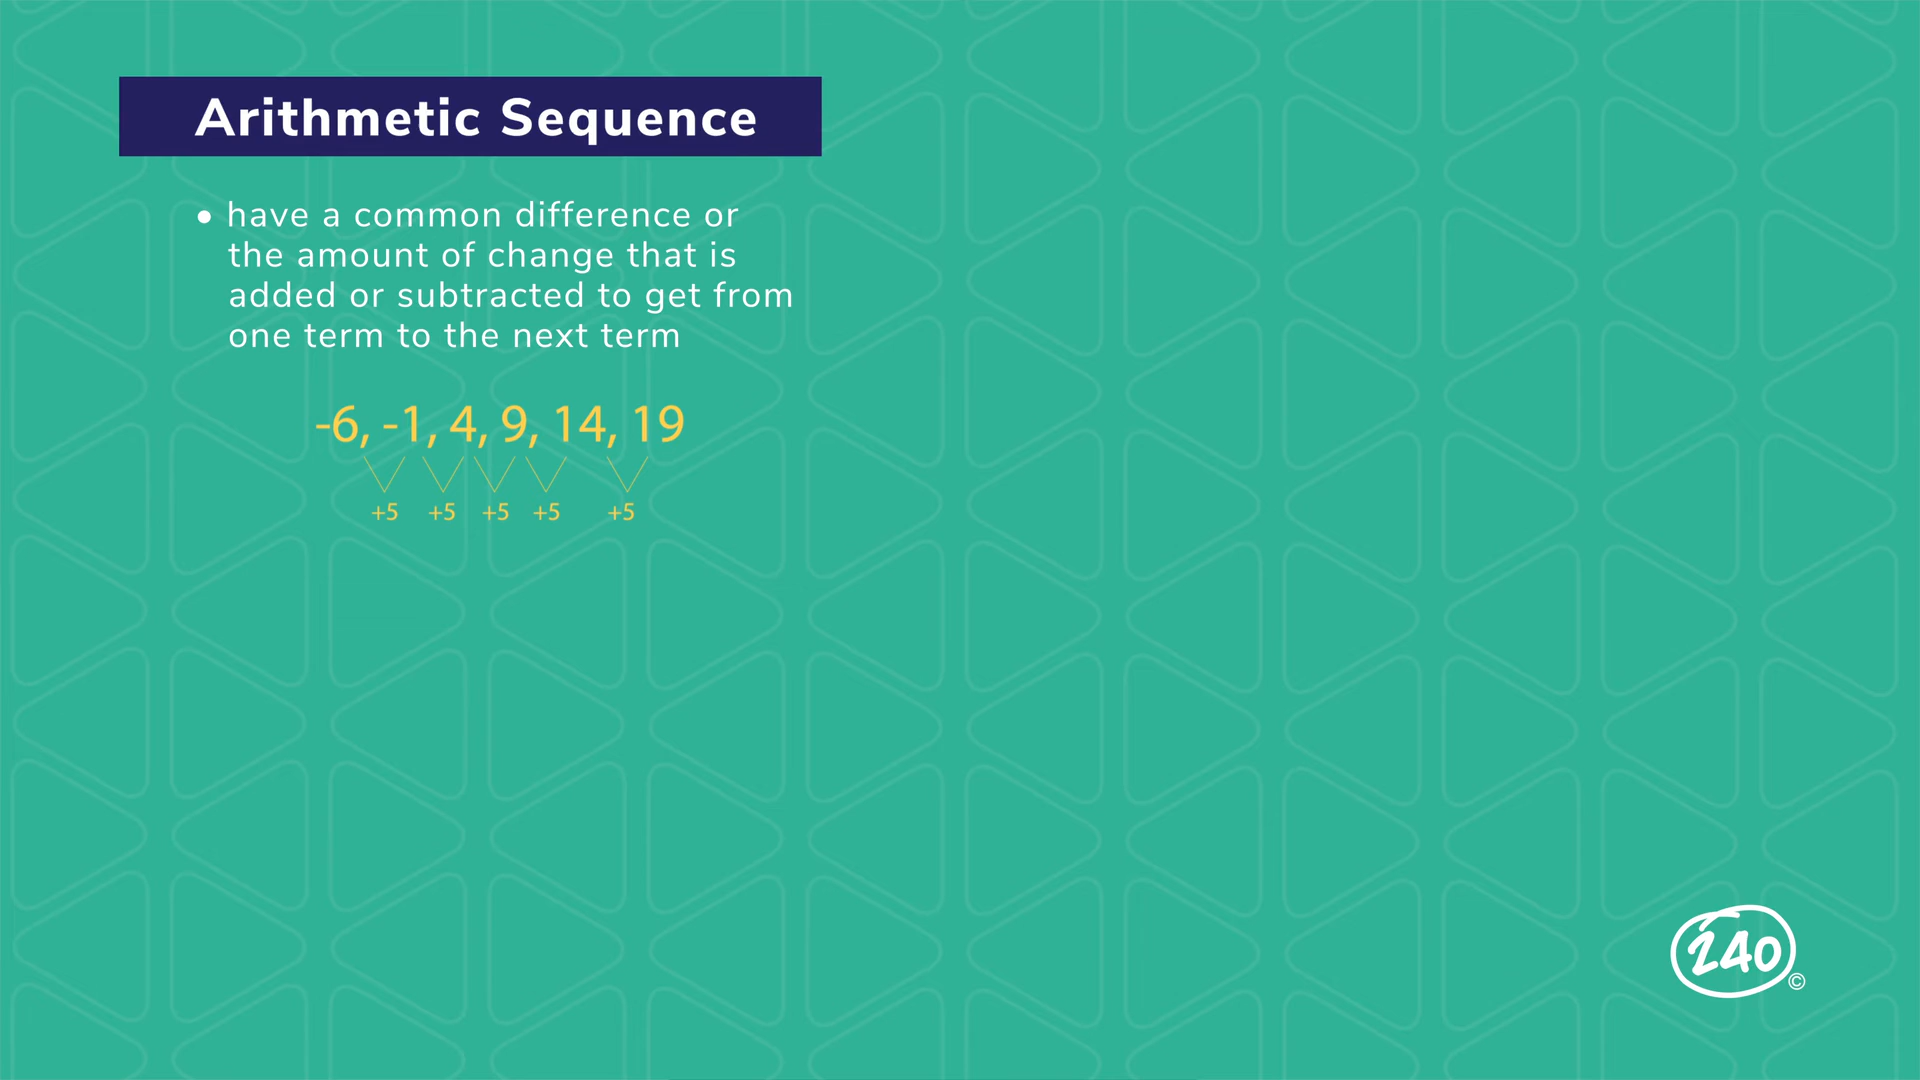 Arithmetic Sequence
• have a common difference or
the amount of change that is
added or subtracted to get from
one term to the next term
-6, -1, 4, 9, 14, 19
+5 +5 +5 +5 +5
240
©